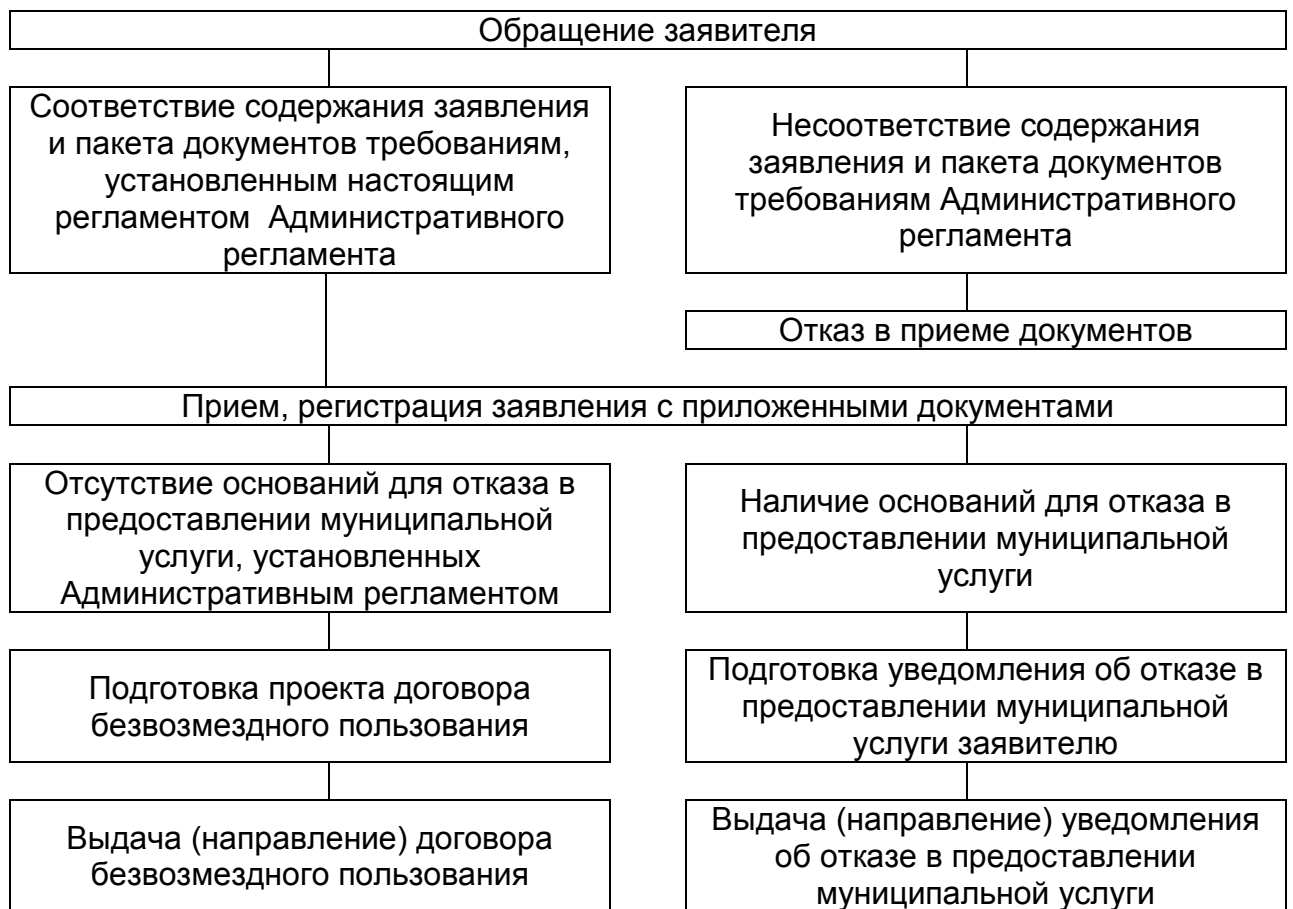 Обращение заявителя
Соответствие содержания заявления
и пакета документов требованиям,
установленным настоящим
регламентом  Административного
регламента
Несоответствие содержания
заявления и пакета документов
требованиям Административного
регламента
Отказ в приеме документов
Прием, регистрация заявления с приложенными документами
Отсутствие оснований для отказа в
предоставлении муниципальной
услуги, установленных
Административным регламентом
Наличие оснований для отказа в
предоставлении муниципальной
услуги
Подготовка проекта договора
безвозмездного пользования
Подготовка уведомления об отказе в
предоставлении муниципальной
услуги заявителю
Выдача (направление) договора
безвозмездного пользования
Выдача (направление) уведомления
об отказе в предоставлении
муниципальной услуги